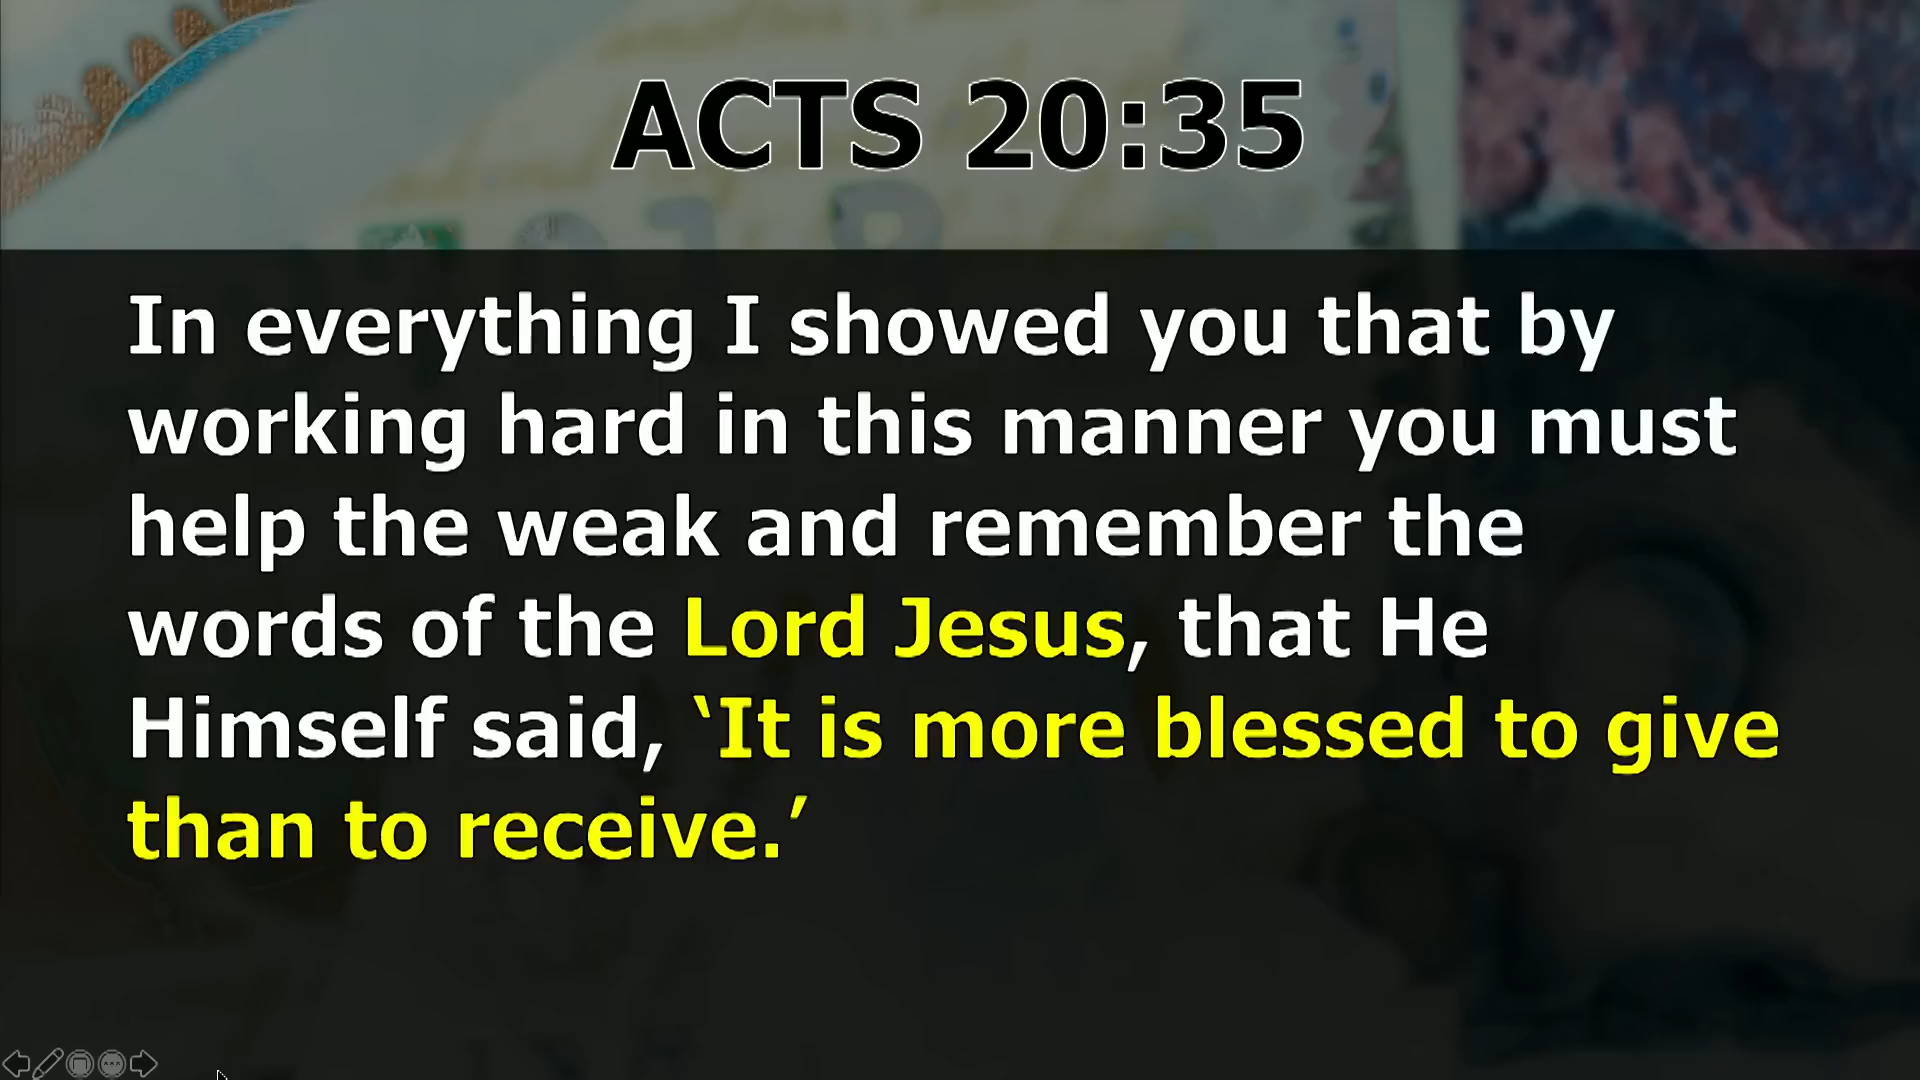 ACTS 20:35
In everything I showed you that by
working hard in this manner you must
help the weak and remember the
words of the Lord Jesus, that He
Himself said, ‘It is more blessed to give
than to receive.’